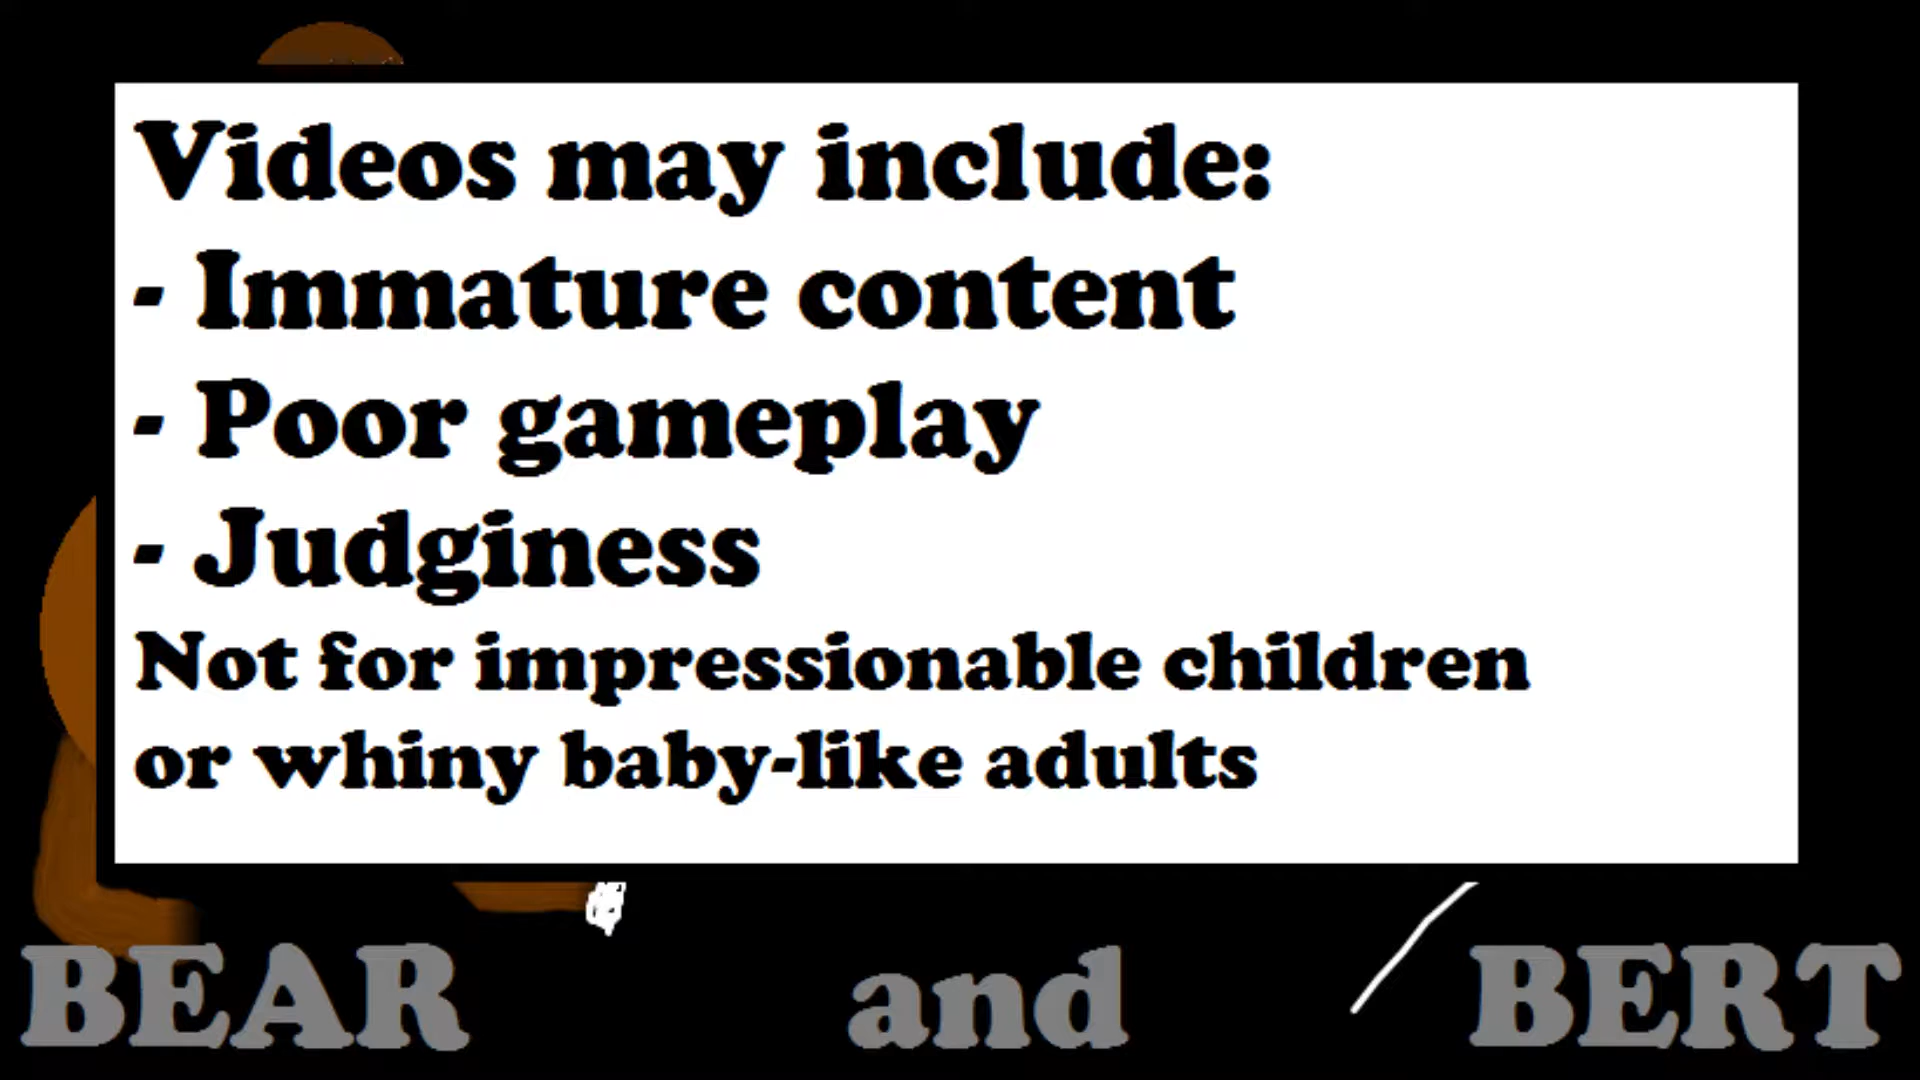 Videos may include:
- Immature content
- Poor gameplay
- Judginess
Not for impressionable children
or whiny baby-like adults
BEAR and BERT